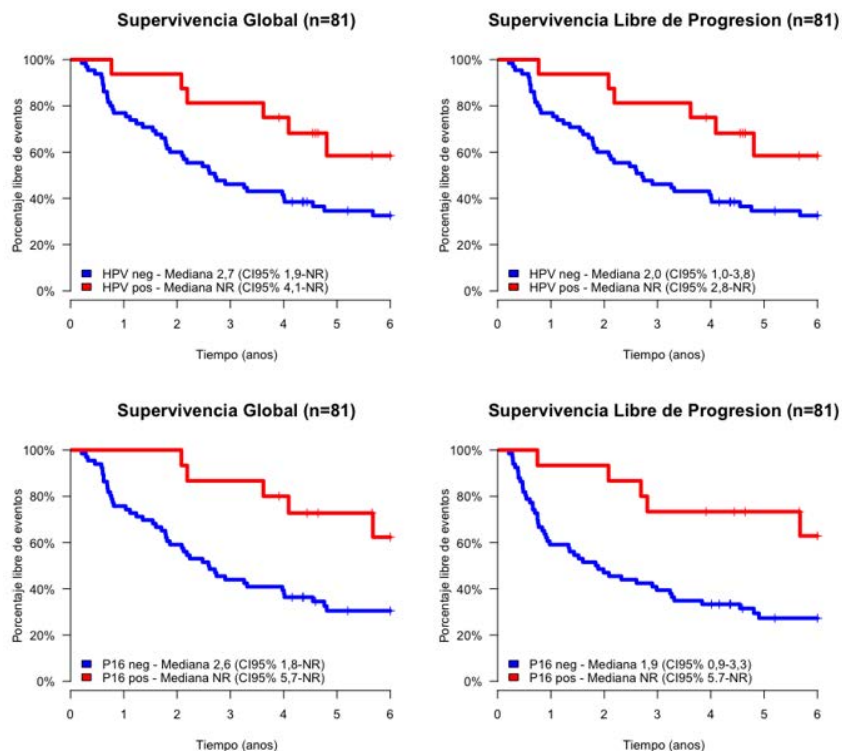 Supervivencia Global (n=81)
Porcentaje libre de eventos
100%
80%
60%
40%
20%
0%
HPV neg - Mediana 2,7 (CI95% 1,9-NR)
HPV pos - Mediana NR (CI95% 4,1-NR)
0 1 2 3 4 5 6
Tiempo (anos)
Supervivencia Libre de Progresion (n=81)
Porcentaje libre de eventos
100%
80%
60%
40%
20%
0%
HPV neg - Mediana 2,0 (CI95% 1,0-3,8)
HPV pos - Mediana NR (CI95% 2,8-NR)
0 1 2 3 4 5 6
Tiempo (anos)
Supervivencia Global (n=81)
Porcentaje libre de eventos
100%
80%
60%
40%
20%
0%
P16 neg - Mediana 2,6 (CI95% 1,8-NR)
P16 pos - Mediana NR (CI95% 5,7-NR)
0 1 2 3 4 5 6
Tiempo (anos)
Supervivencia Libre de Progresion (n=81)
Porcentaje libre de eventos
100%
80%
60%
40%
20%
0%
P16 neg - Mediana 1,9 (CI95% 0,9-3,3)
P16 pos - Mediana NR (CI95% 5.7-NR)
0 1 2 3 4 5 6
Tiempo (anos)